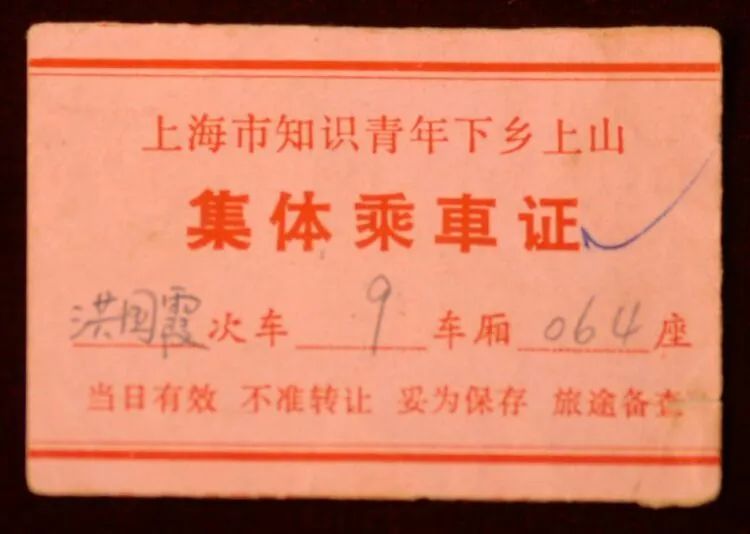 上海市知识青年下乡上山
集体乘車证
洪国霞次车 9 车厢 064 座
当日有效 不准转让 妥为保存 旅途备查